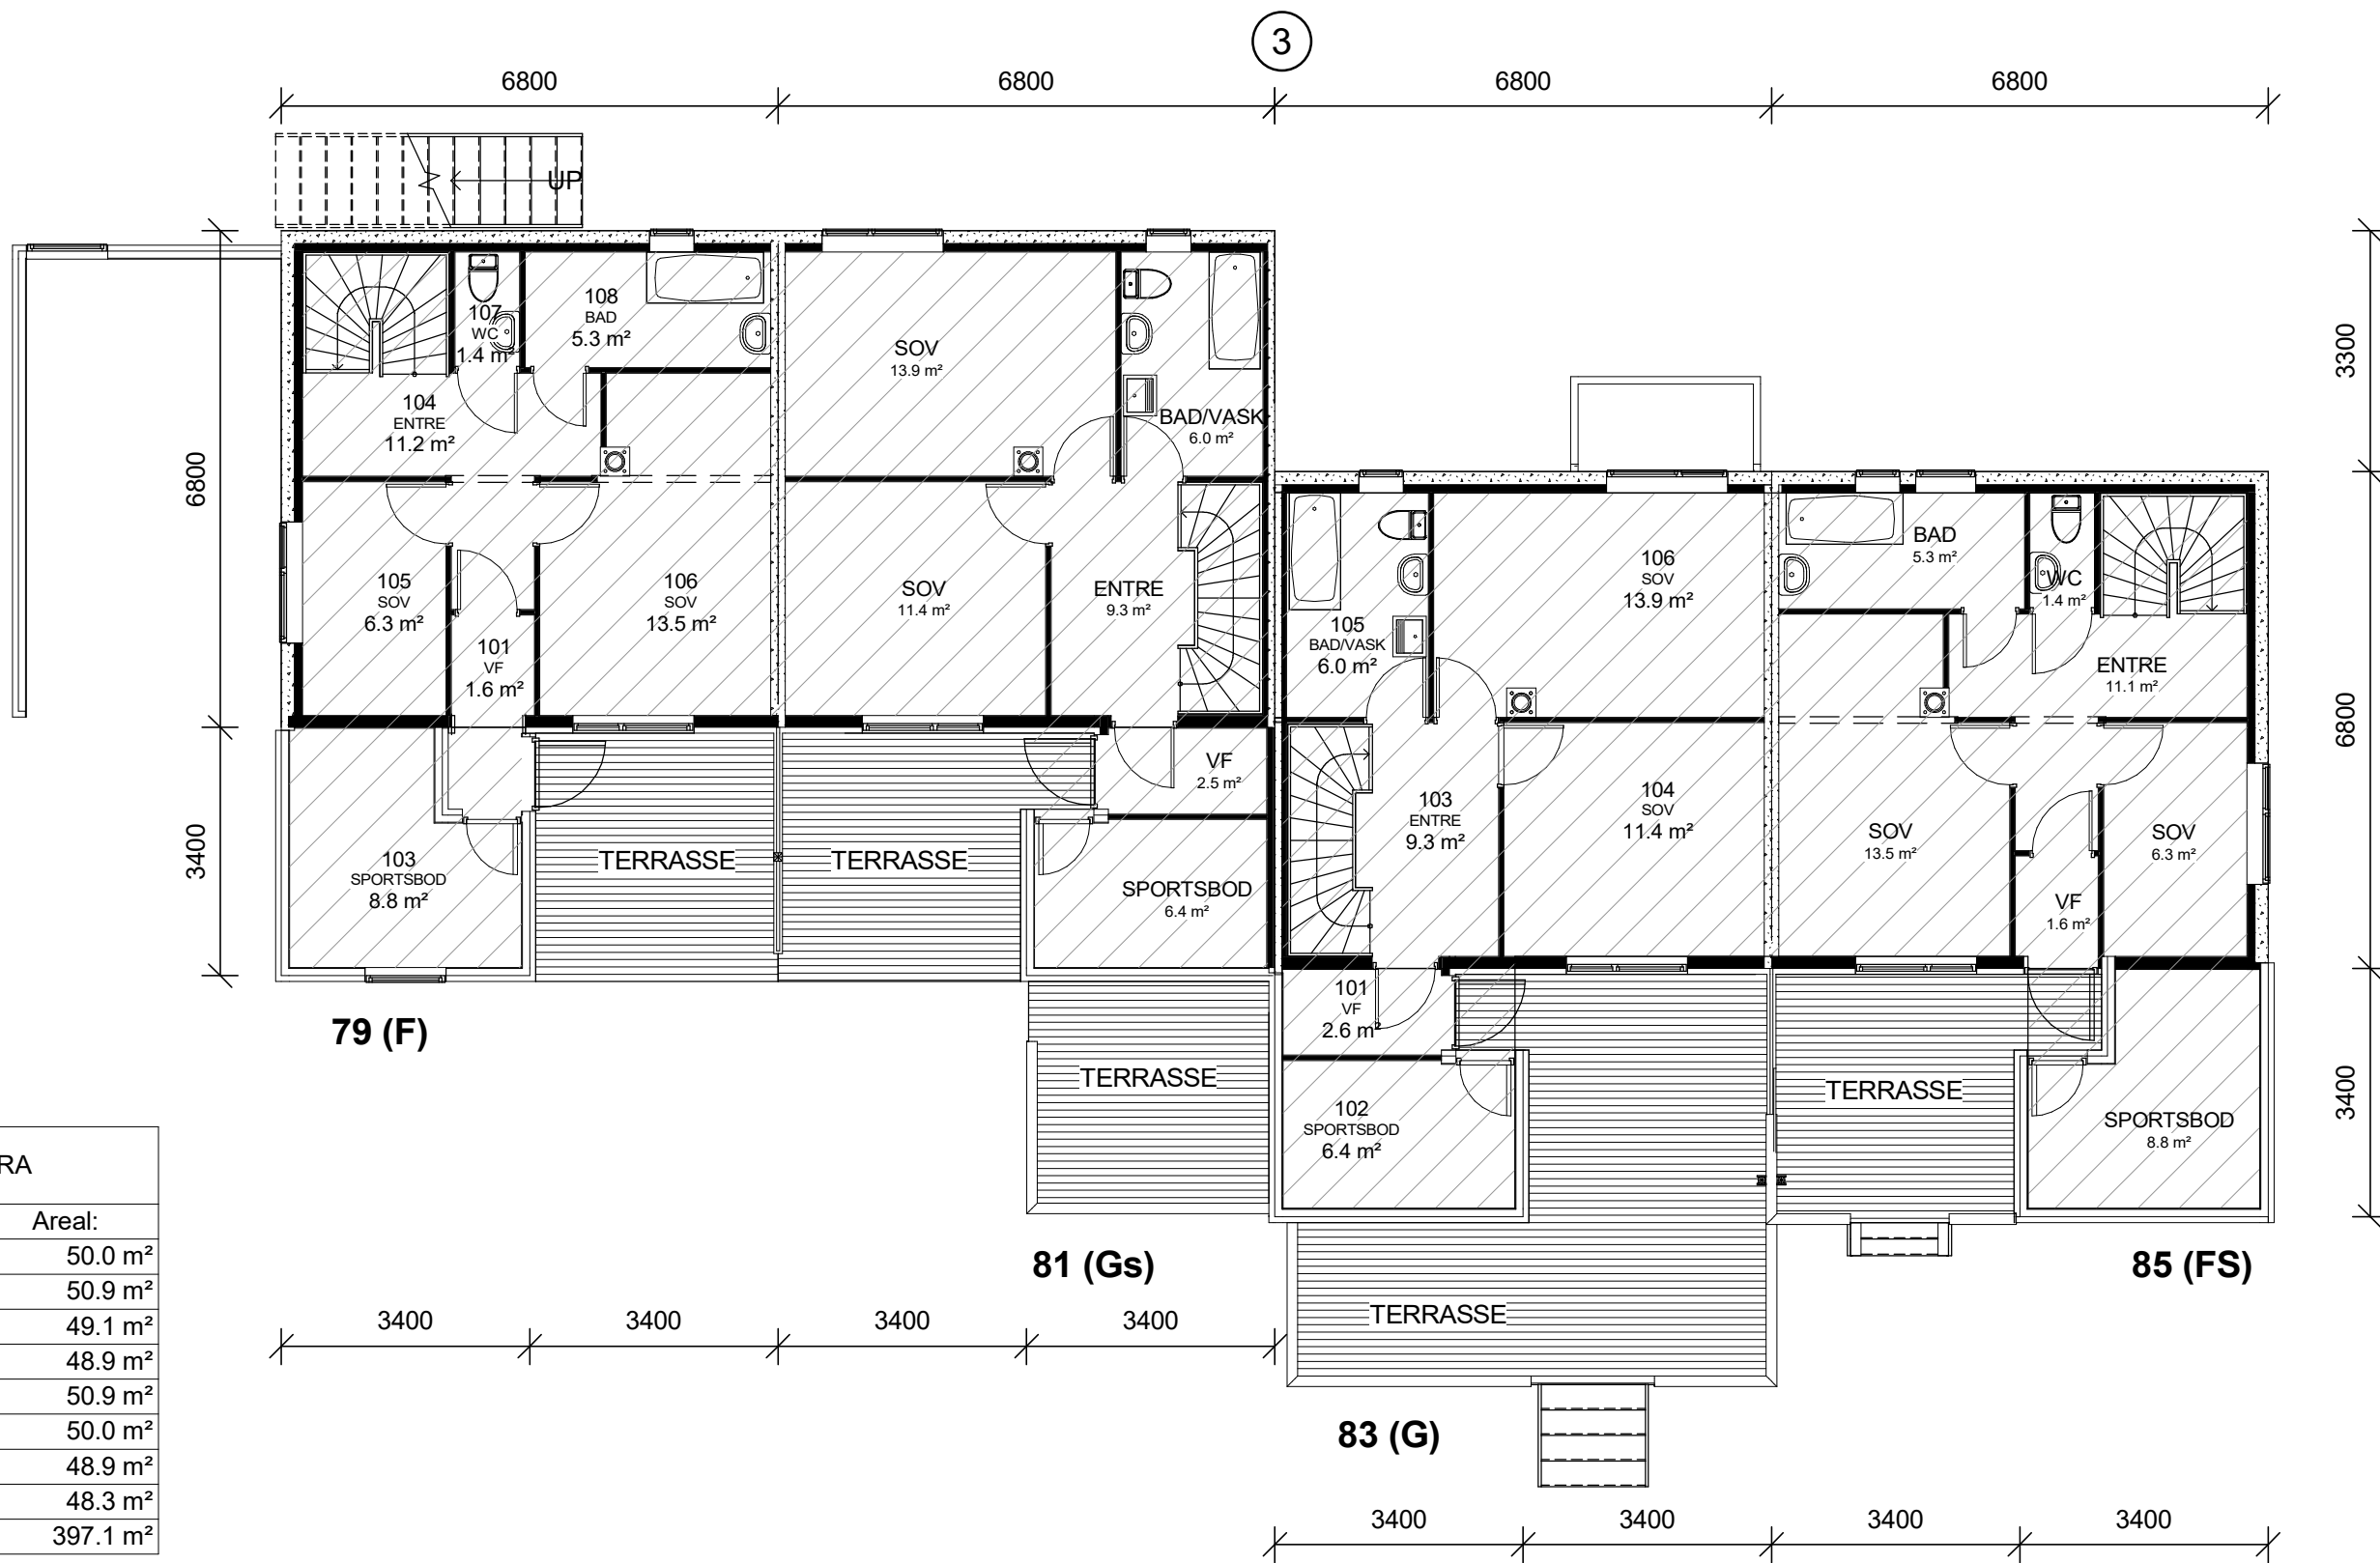 3
6800
6800
6800
6800
UP
107
WC
1.4 m²
108
BAD
5.3 m²
104
ENTRE
11.2 m²
SOV
13.9 m²
BAD/VASK
6.0 m²
3300
6800
105
SOV
6.3 m²
106
SOV
13.5 m²
101
VF
1.6 m²
SOV
11.4 m²
ENTRE
9.3 m²
105
BAD/VASK
6.0 m²
106
SOV
13.9 m²
BAD
5.3 m²
WC
1.4 m²
ENTRE
11.1 m²
6800
3400
103
SPORTSBOD
8.8 m²
TERRASSE
TERRASSE
VF
2.5 m²
SPORTSBOD
6.4 m²
103
ENTRE
9.3 m²
104
SOV
11.4 m²
SOV
13.5 m²
SOV
6.3 m²
VF
1.6 m²
79 (F)
TERRASSE
101
VF
2.6 m²
102
SPORTSBOD
6.4 m²
TERRASSE
SPORTSBOD
8.8 m²
3400
RA
Areal:
50.0 m²
50.9 m²
49.1 m²
48.9 m²
50.9 m²
50.0 m²
48.9 m²
48.3 m²
397.1 m²
81 (Gs)
85 (FS)
3400
3400
3400
3400
TERRASSE
83 (G)
3400
3400
3400
3400